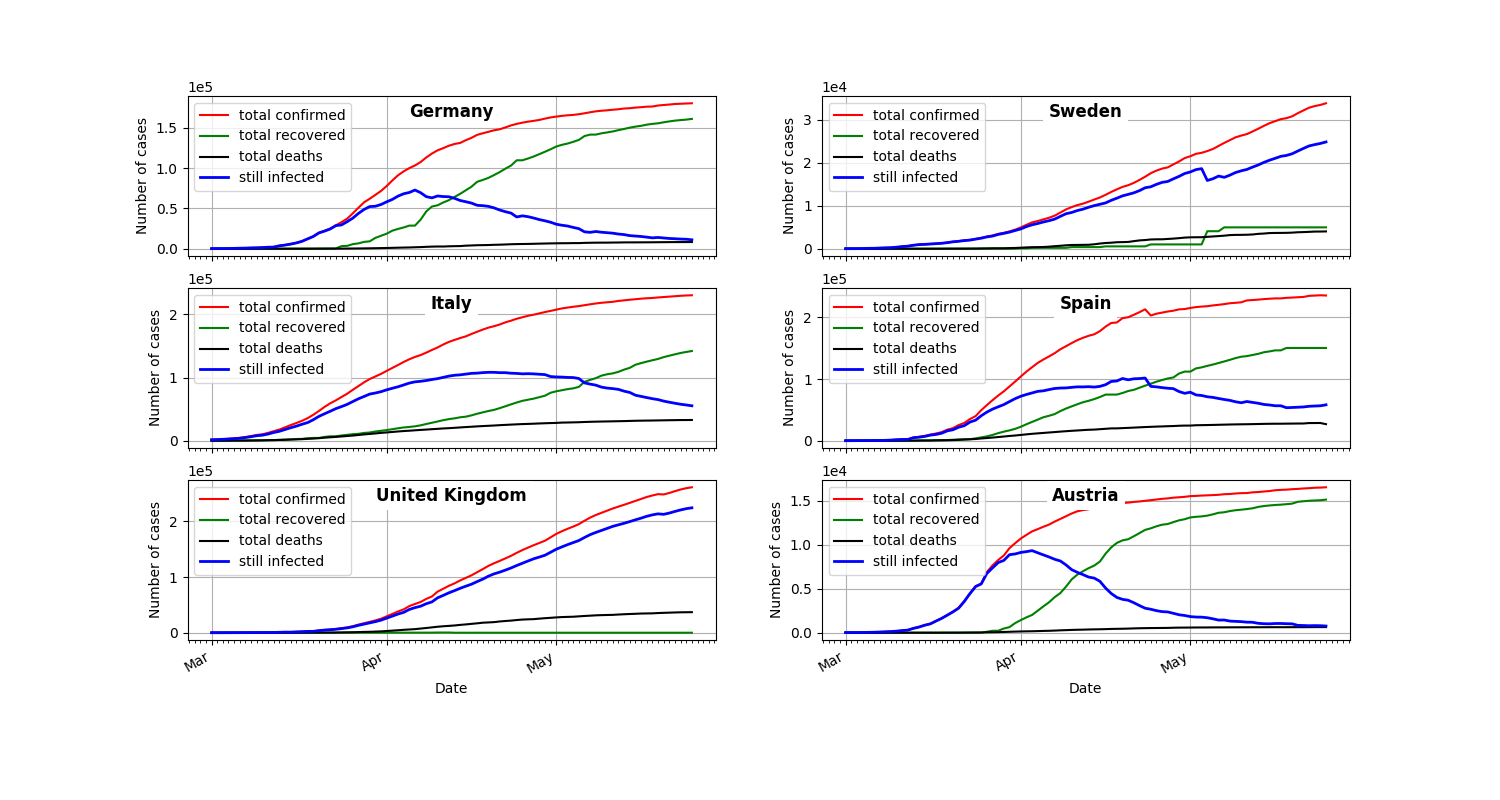 1e5
Germany
total confirmed
total recovered
total deaths
still infected
Number of cases
1.5
1.0
0.5
0.0
1e4
Sweden
total confirmed
total recovered
total deaths
still infected
Number of cases
3
2
1
0
1e5
Italy
total confirmed
total recovered
total deaths
still infected
Number of cases
2
1
0
1e5
Spain
total confirmed
total recovered
total deaths
still infected
Number of cases
2
1
0
1e5
United Kingdom
total confirmed
total recovered
total deaths
still infected
Number of cases
2
1
0
Mar Apr May
Date
1e4
Austria
total confirmed
total recovered
total deaths
still infected
Number of cases
1.5
1.0
0.5
0.0
Mar Apr May
Date